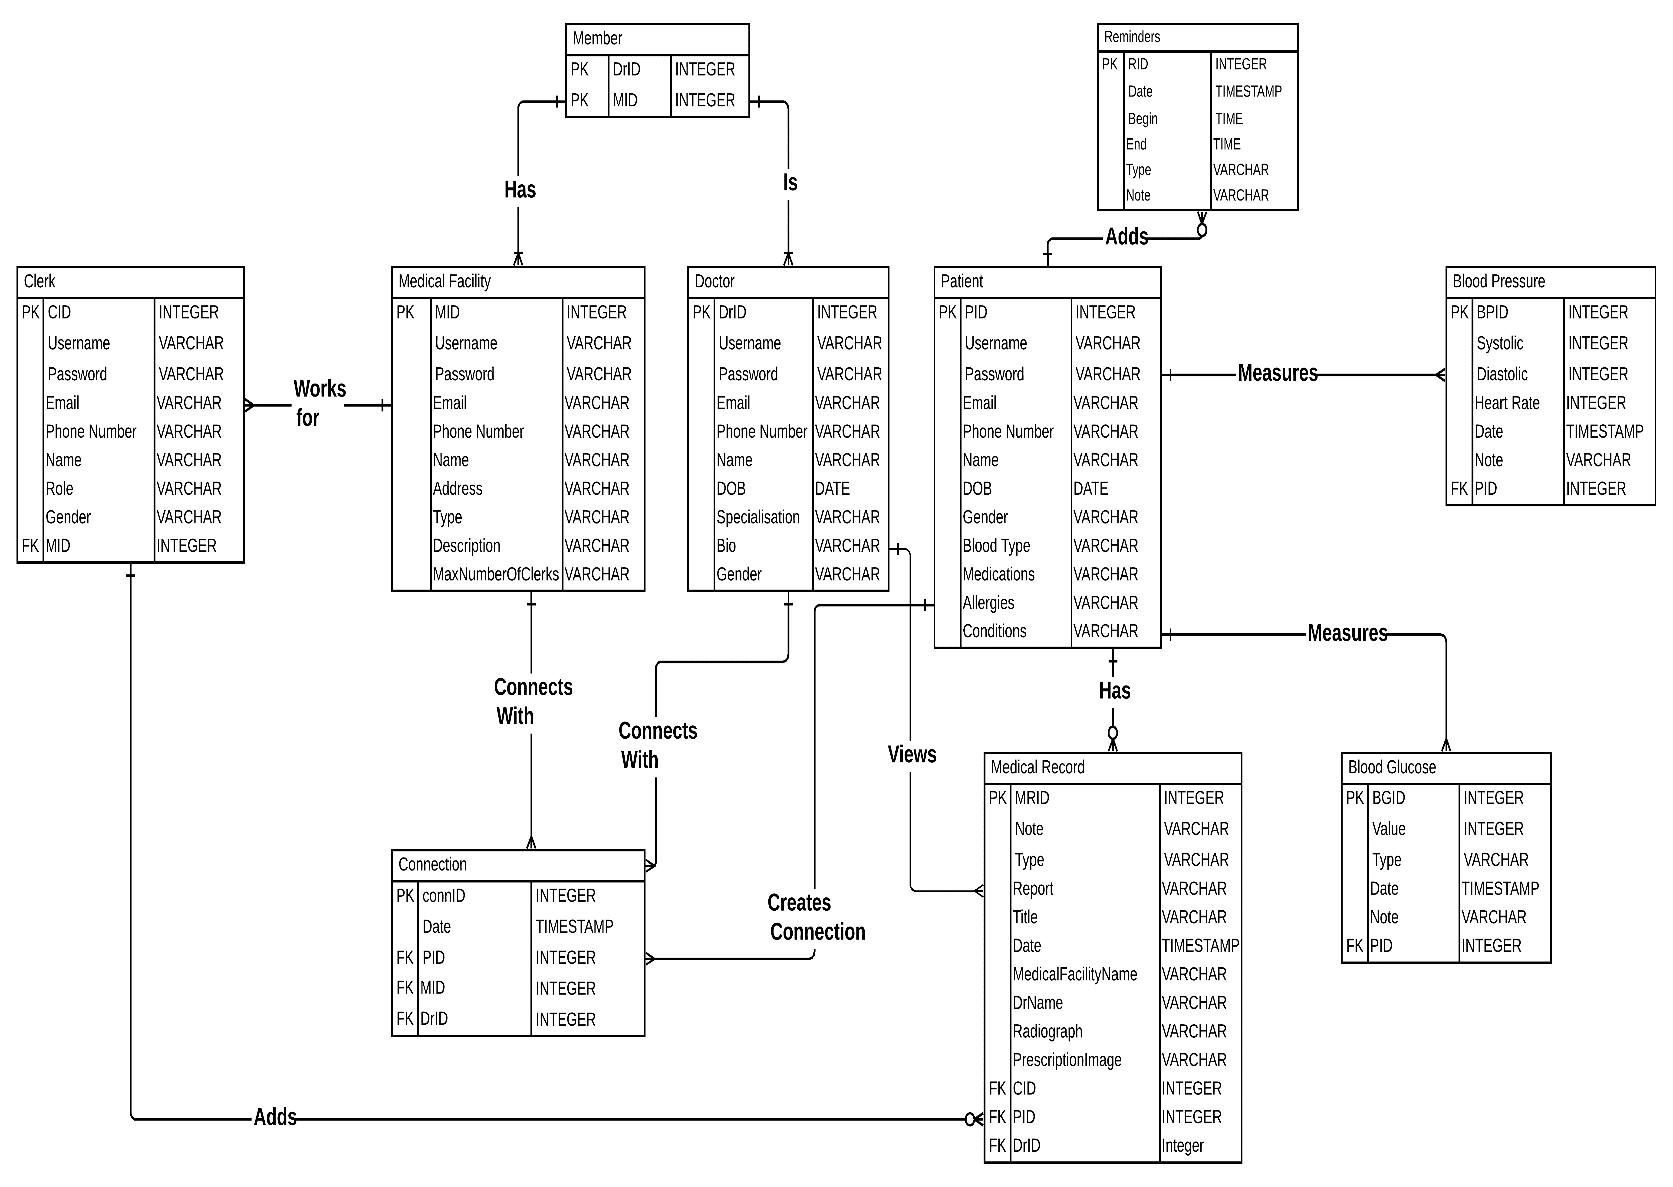 Member
PK DrID INTEGER
PK MID INTEGER
Reminders
PK RID INTEGER
Date TIMESTAMP
Begin TIME
End TIME
Type VARCHAR
Note VARCHAR
Has
Is
Adds
Clerk
PK CID INTEGER
Username VARCHAR
Password VARCHAR
Email VARCHAR
Phone Number VARCHAR
Name VARCHAR
Role VARCHAR
Gender VARCHAR
FK MID INTEGER
Works
for
Medical Facility
PK MID INTEGER
Username VARCHAR
Password VARCHAR
Email VARCHAR
Phone Number VARCHAR
Name VARCHAR
Address VARCHAR
Type VARCHAR
Description VARCHAR
MaxNumberOfClerks VARCHAR
Doctor
PK DrID INTEGER
Username VARCHAR
Password VARCHAR
Email VARCHAR
Phone Number VARCHAR
Name VARCHAR
DOB DATE
Specialisation VARCHAR
Bio VARCHAR
Gender VARCHAR
Patient
PK PID INTEGER
Username VARCHAR
Password VARCHAR
Email VARCHAR
Phone Number VARCHAR
Name VARCHAR
DOB DATE
Gender VARCHAR
Blood Type VARCHAR
Medications VARCHAR
Allergies VARCHAR
Conditions VARCHAR
Measures
Blood Pressure
PK BPID INTEGER
Systolic INTEGER
Diastolic INTEGER
Heart Rate INTEGER
Date TIMESTAMP
Note VARCHAR
FK PID INTEGER
Measures
Connects
With
Connects
With
Views
Has
Creates
Connection
Connection
PK connID INTEGER
Date TIMESTAMP
FK PID INTEGER
FK MID INTEGER
FK DrID INTEGER
Medical Record
PK MRID INTEGER
Note VARCHAR
Type VARCHAR
Report VARCHAR
Title VARCHAR
Date TIMESTAMP
MedicalFacilityName VARCHAR
DrName VARCHAR
Radiograph VARCHAR
PrescriptionImage VARCHAR
FK CID INTEGER
FK PID INTEGER
FK DrID Integer
Blood Glucose
PK BGID INTEGER
Value INTEGER
Type VARCHAR
Date TIMESTAMP
Note VARCHAR
FK PID INTEGER
Adds